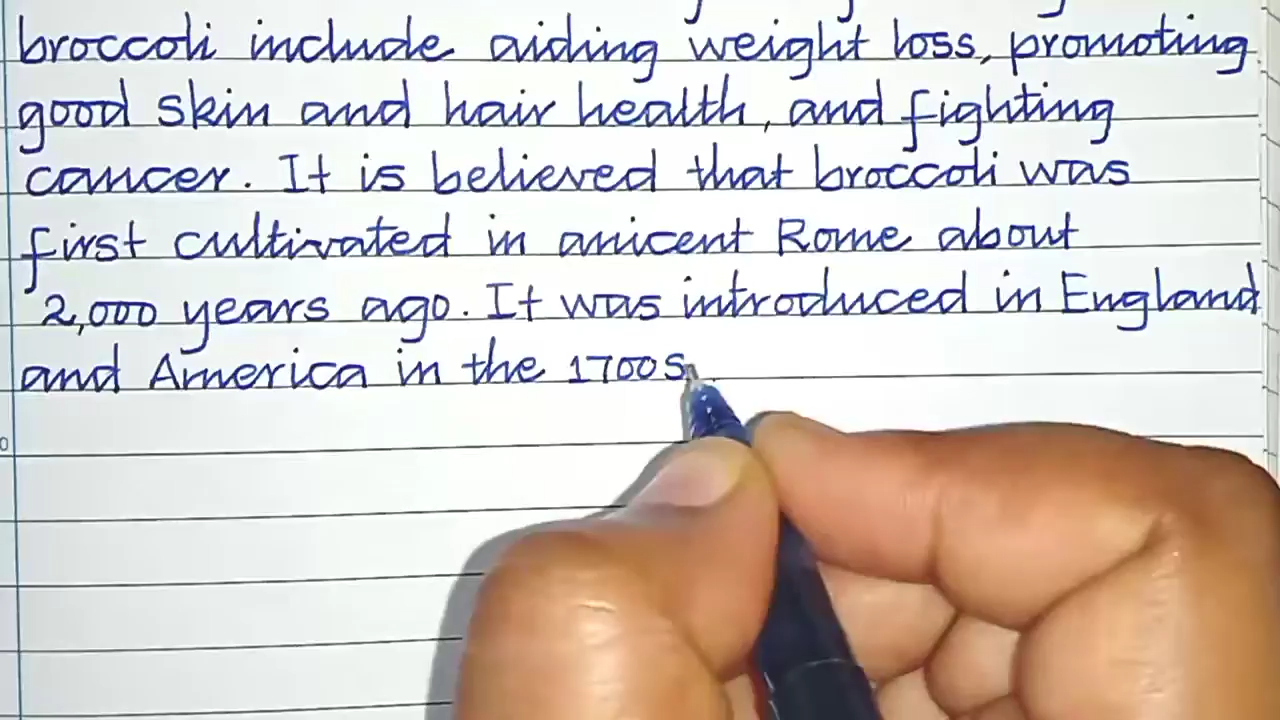 broccoli include aiding weight loss, promoting
good skin and hair health, and fighting
cancer. It is believed that broccoli was
first cultivated in anicent Rome about
2,000 years ago. It was introduced in England
and America in the 1700s